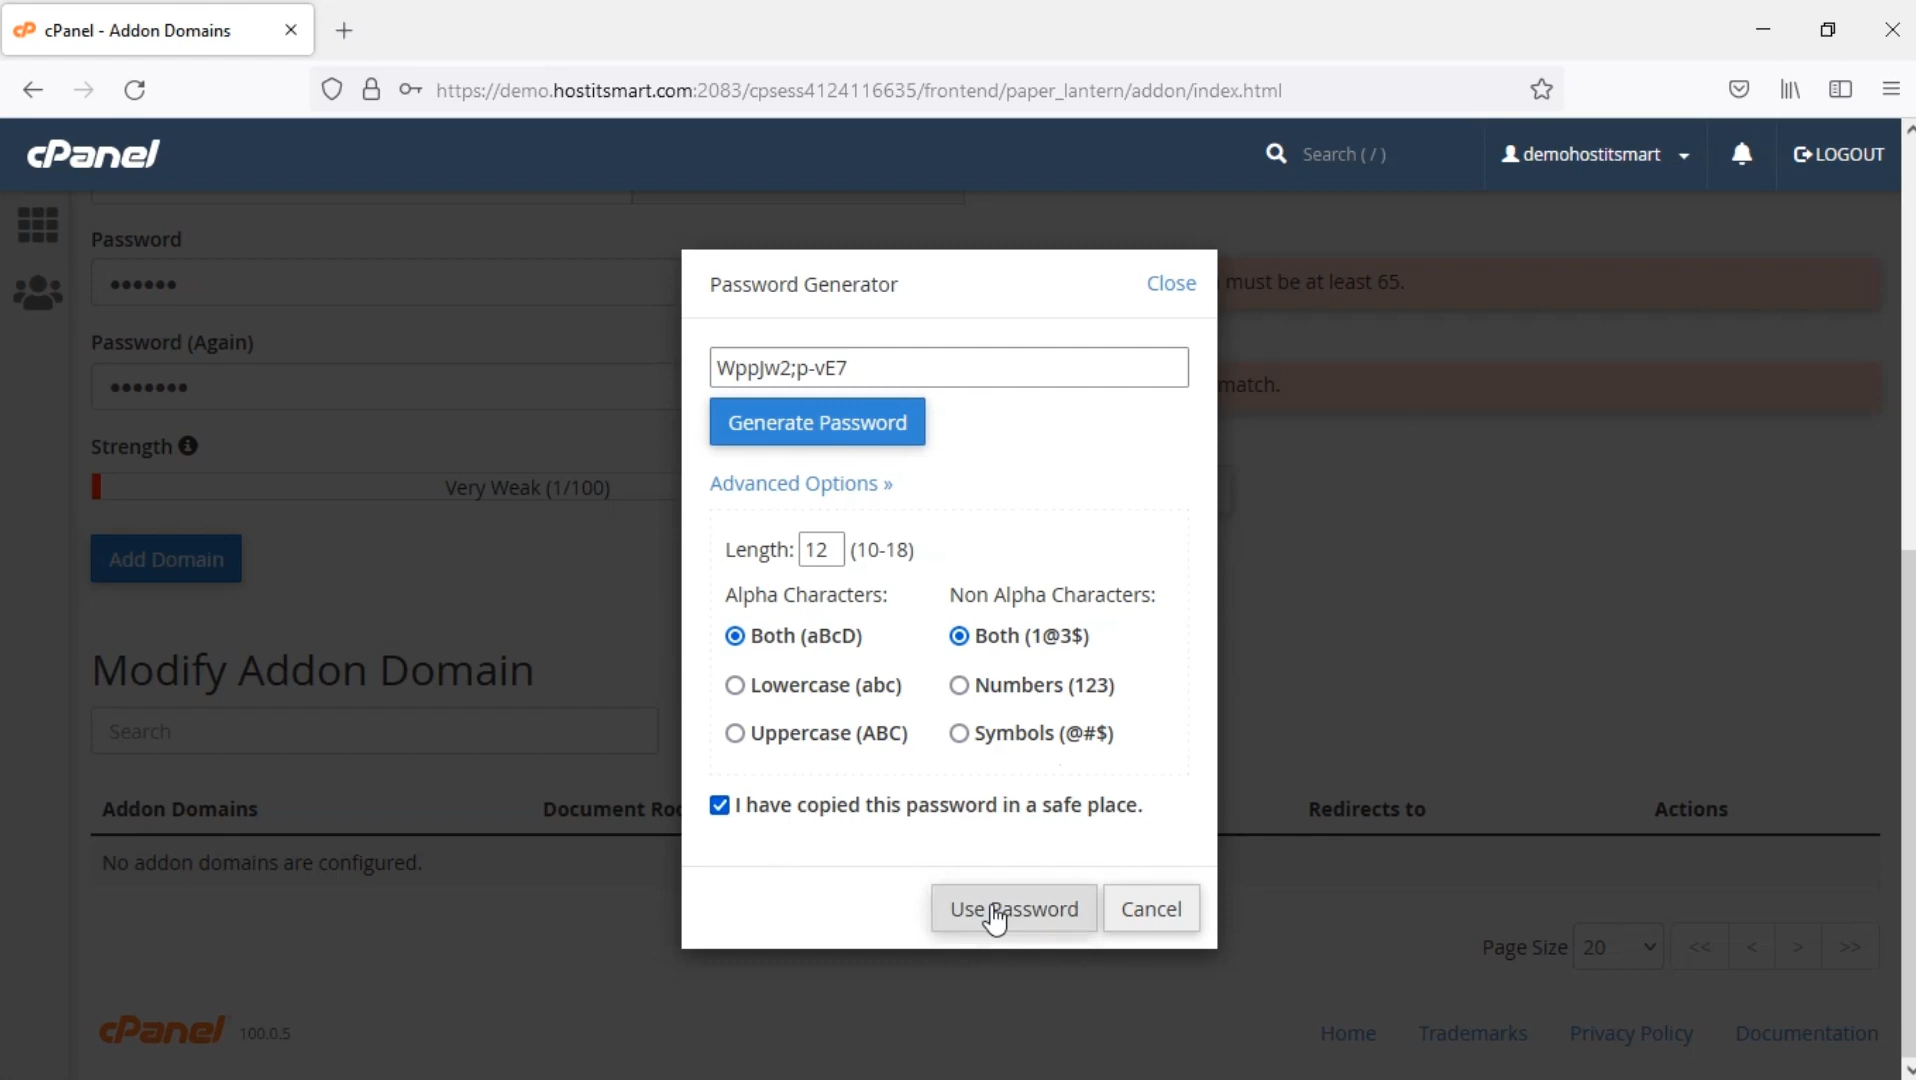 cPanel - Addon Domains
https://demo.hostitsmart.com:2083/cpsess4124116635/frontend/paper_lantern/addon/index.html
cPanel
Search ( / )
demohostitsmart
LOGOUT
Password
••••••
must be at least 65.
Password (Again)
•••••••
match.
Strength
Very Weak (1/100)
Add Domain
Password Generator
Close
WppJw2;p-vE7
Generate Password
Advanced Options »
Length: 12 (10-18)
Alpha Characters: Non Alpha Characters:
Both (aBcD) Both (1@3$)
Lowercase (abc) Numbers (123)
Uppercase (ABC) Symbols (@#$)
I have copied this password in a safe place.
Use Password Cancel
Modify Addon Domain
Search
Addon Domains Document Redirects to Actions
No addon domains are configured.
Page Size 20 << < > >>
cPanel 100.0.5
Home Trademarks Privacy Policy Documentation